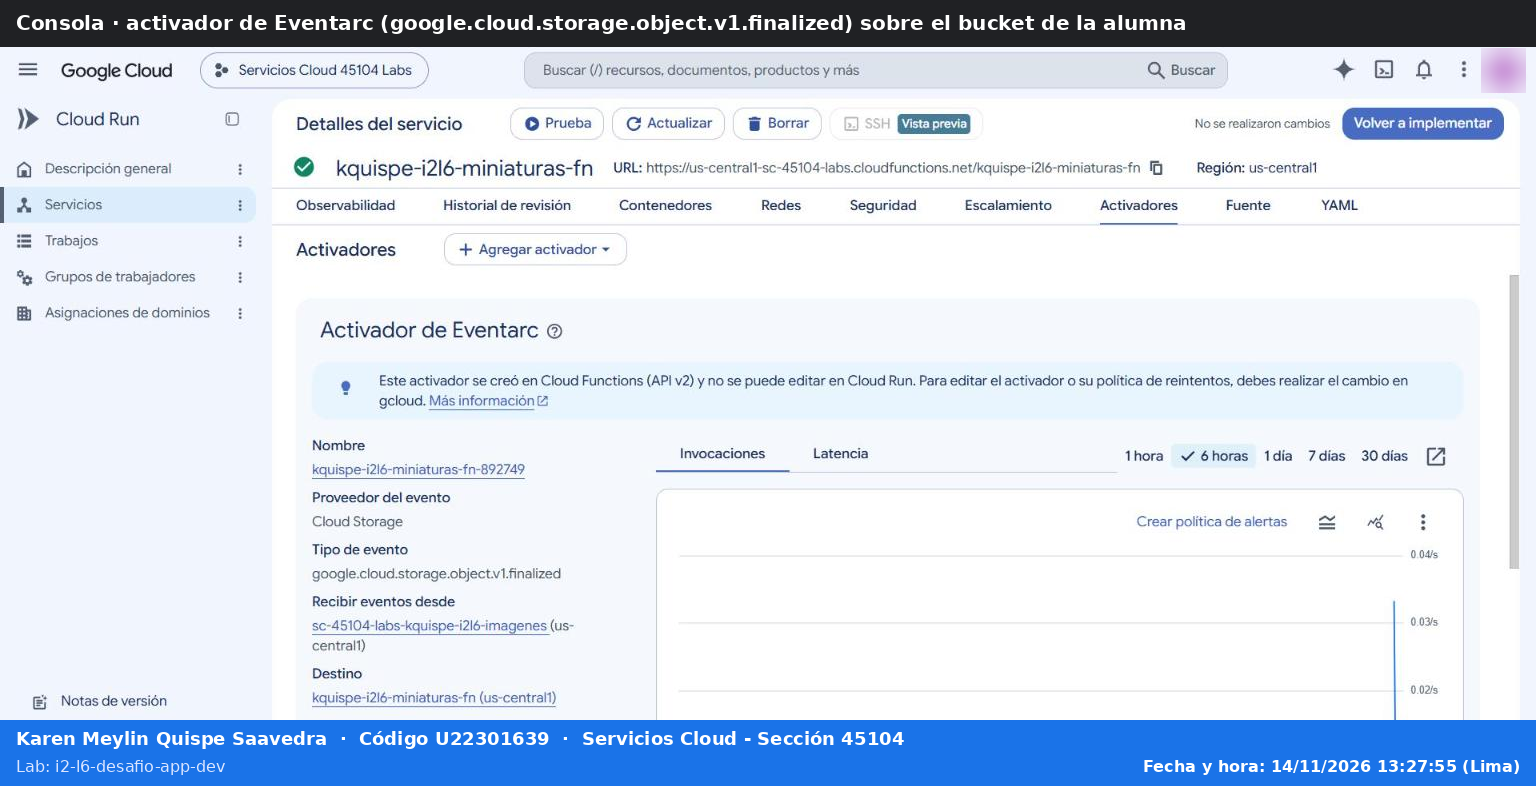 Consola · activador de Eventarc (google.cloud.storage.object.v1.finalized) sobre el bucket de la alumna
Google Cloud
Servicios Cloud 45104 Labs
Buscar (/) recursos, documentos, productos y más
Buscar
Cloud Run
Descripción general
Servicios
Trabajos
Grupos de trabajadores
Asignaciones de dominios
Notas de versión
Detalles del servicio
Prueba
Actualizar
Borrar
SSH Vista previa
No se realizaron cambios
Volver a implementar
kquispe-i2l6-miniaturas-fn
URL: https://us-central1-sc-45104-labs.cloudfunctions.net/kquispe-i2l6-miniaturas-fn
Región: us-central1
Observabilidad
Historial de revisión
Contenedores
Redes
Seguridad
Escalamiento
Activadores
Fuente
YAML
Activadores
Agregar activador
Activador de Eventarc
Este activador se creó en Cloud Functions (API v2) y no se puede editar en Cloud Run. Para editar el activador o su política de reintentos, debes realizar el cambio en
gcloud. Más información
Nombre
kquispe-i2l6-miniaturas-fn-892749
Proveedor del evento
Cloud Storage
Tipo de evento
google.cloud.storage.object.v1.finalized
Recibir eventos desde
sc-45104-labs-kquispe-i2l6-imagenes (us-
central1)
Destino
kquispe-i2l6-miniaturas-fn (us-central1)
Invocaciones
Latencia
1 hora
6 horas
1 día
7 días
30 días
Crear política de alertas
0.04/s
0.03/s
0.02/s
Karen Meylin Quispe Saavedra · Código U22301639 · Servicios Cloud - Sección 45104
Lab: i2-l6-desafio-app-dev
Fecha y hora: 14/11/2026 13:27:55 (Lima)